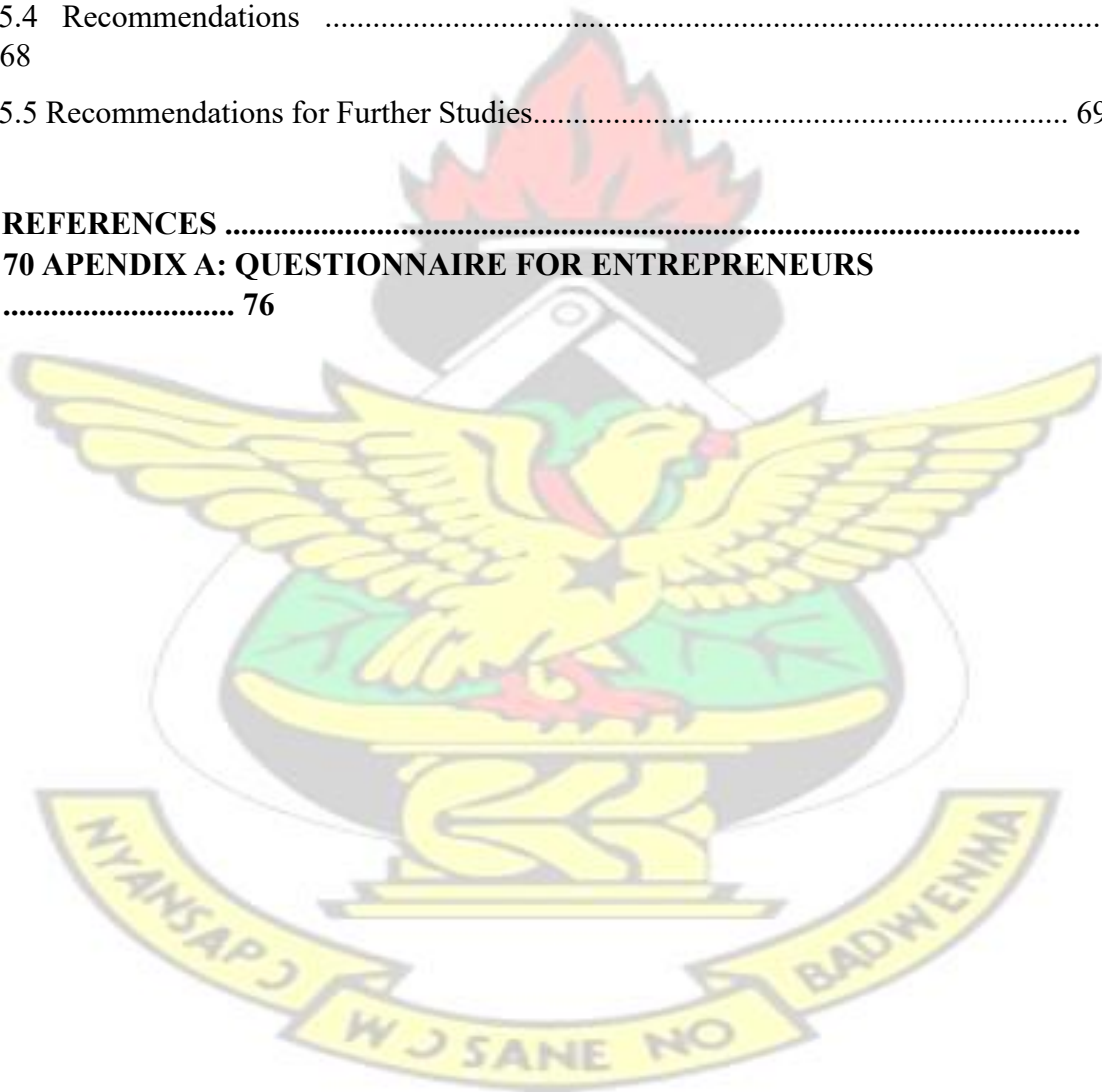 5.4 Recommendations ....................................................................................................
68
5.5 Recommendations for Further Studies.................................................................... 69
REFERENCES ...........................................................................................................
70 APENDIX A: QUESTIONNAIRE FOR ENTREPRENEURS
............................. 76
NYANSAPƆ WƆ SANE NO BADWENMA